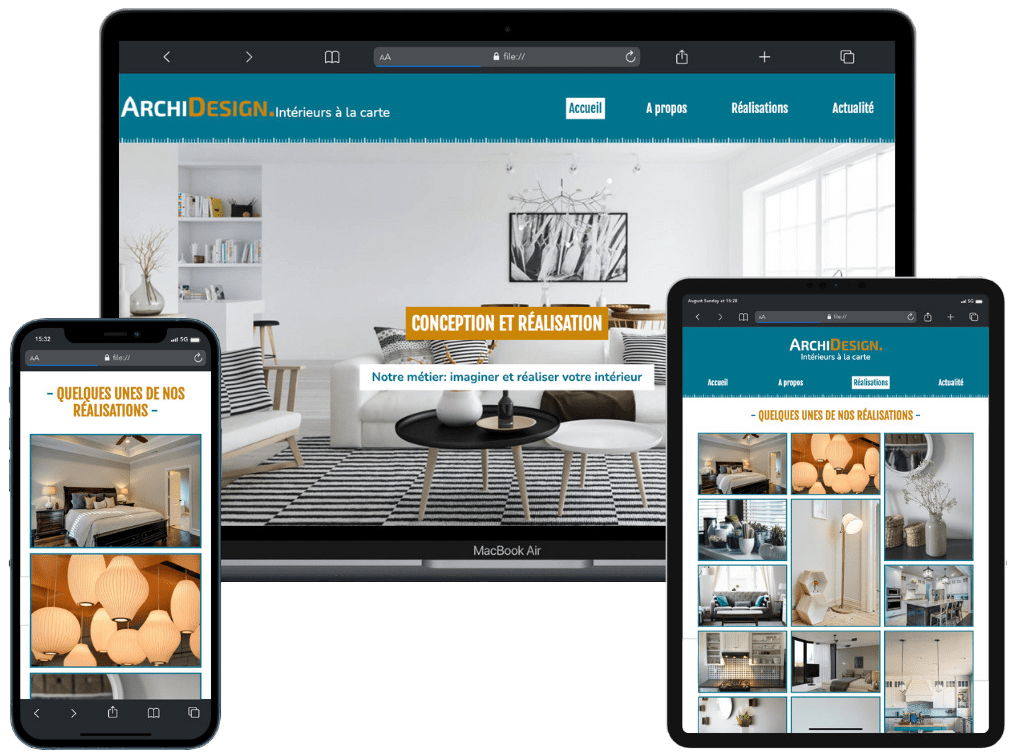 AA file://
ARCHIDESIGN. Intérieurs à la carte
Accueil A propos Réalisations Actualité
CONCEPTION ET RÉALISATION
Notre métier: imaginer et réaliser votre intérieur
MacBook Air
15:32 5G
AA file://
- QUELQUES UNES DE NOS
RÉALISATIONS -
August Sunday at 15:28 5G
AA file://
ARCHIDESIGN.
Intérieurs à la carte
Accueil A propos Réalisations Actualité
- QUELQUES UNES DE NOS RÉALISATIONS -